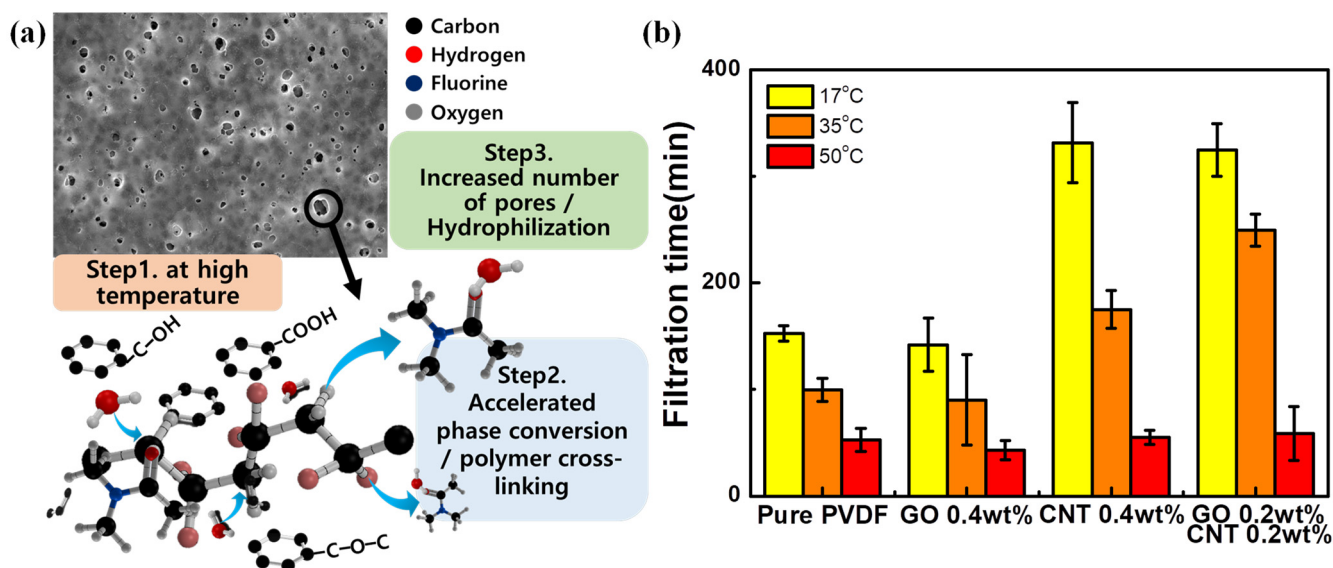 (a)
Carbon
Hydrogen
Fluorine
Oxygen
Step3.
Increased number
of pores /
Hydrophilization
Step1. at high
temperature
C-OH
COOH
Step2.
Accelerated
phase conversion
/ polymer cross-
linking
C-O-C
(b)
400
200
0
Filtration time(min)
17°C
35°C
50°C
Pure PVDF
GO 0.4wt%
CNT 0.4wt%
GO 0.2wt%
CNT 0.2wt%